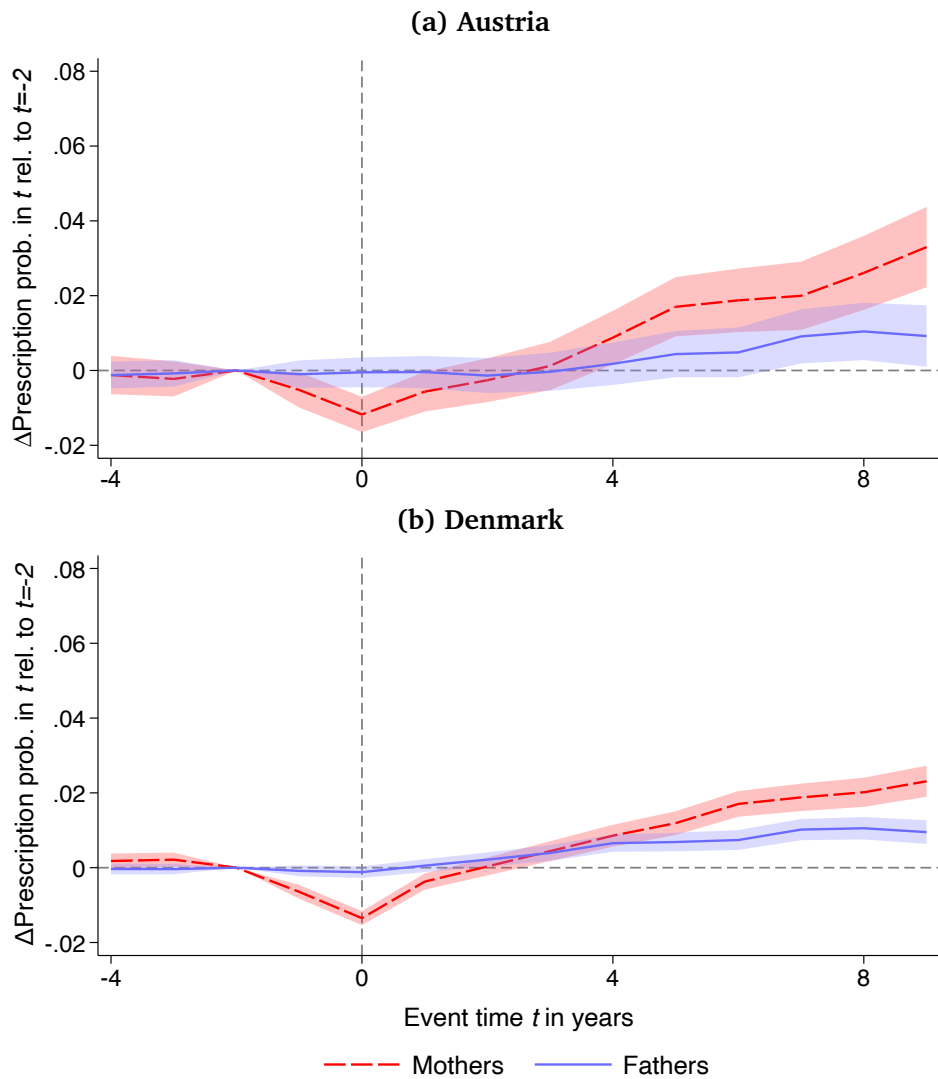 (a) Austria
ΔPrescription prob. in t rel. to t=-2
.08
.06
.04
.02
0
-.02
-4
0
4
8
(b) Denmark
ΔPrescription prob. in t rel. to t=-2
.08
.06
.04
.02
0
-.02
-4
0
4
8
Event time t in years
Mothers
Fathers